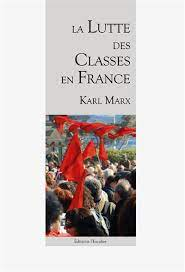 LA LUTTE
DES
CLASSES
EN FRANCE
KARL MARX